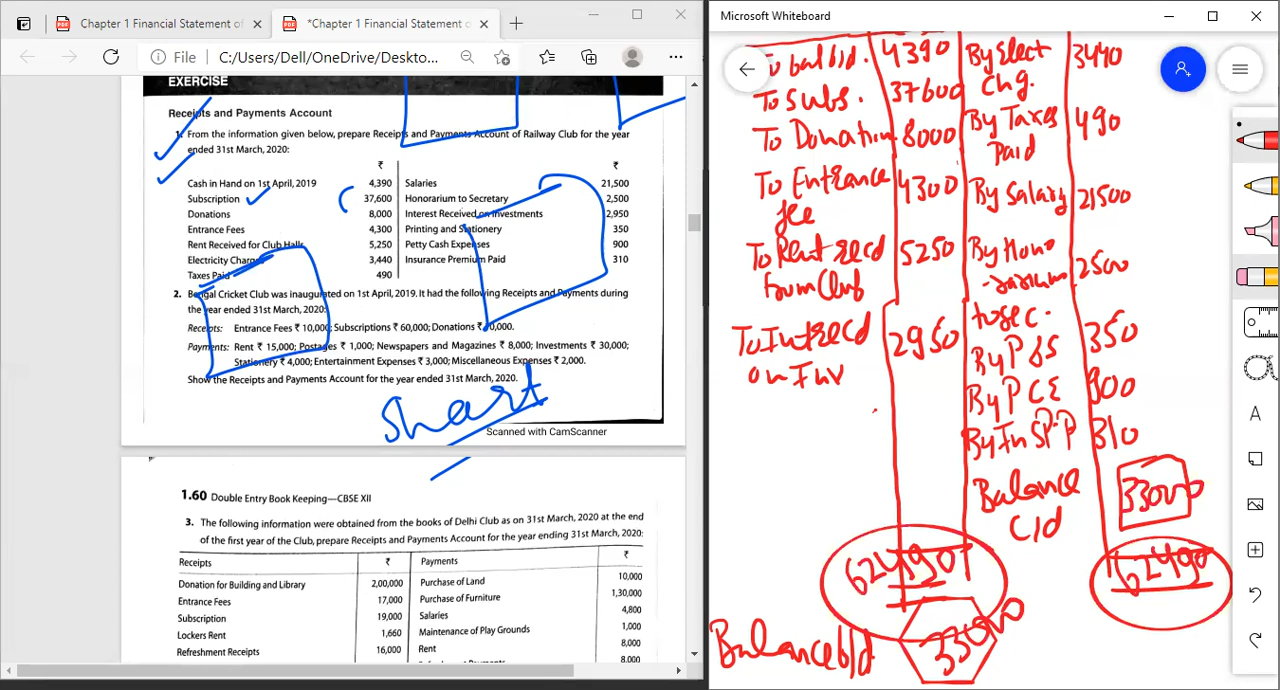 Chapter 1 Financial Statement of
*Chapter 1 Financial Statement o
File C:/Users/Dell/OneDrive/Deskto...
EXERCISE
Receipts and Payments Account
1. From the information given below, prepare Receipts and Payments Account of Railway Club for the year
ended 31st March, 2020:
₹ ₹
Cash in Hand on 1st April, 2019 4,390 Salaries 21,500
Subscription 37,600 Honorarium to Secretary 2,500
Donations 8,000 Interest Received on Investments 2,950
Entrance Fees 4,300 Printing and Stationery 350
Rent Received for Club Halls 5,250 Petty Cash Expenses 900
Electricity Charges 3,440 Insurance Premium Paid 310
Taxes Paid 490
2. Bengal Cricket Club was inaugurated on 1st April, 2019. It had the following Receipts and Payments during
the year ended 31st March, 2020:
Receipts: Entrance Fees ₹ 10,000; Subscriptions ₹ 60,000; Donations ₹ 0,000.
Payments: Rent ₹ 15,000; Postages ₹ 1,000; Newspapers and Magazines ₹ 8,000; Investments ₹ 30,000;
Stationery ₹ 4,000; Entertainment Expenses ₹ 3,000; Miscellaneous Expenses ₹ 2,000.
Show the Receipts and Payments Account for the year ended 31st March, 2020.
Start
Scanned with CamScanner
1.60 Double Entry Book Keeping—CBSE XII
3. The following information were obtained from the books of Delhi Club as on 31st March, 2020 at the end
of the first year of the Club, prepare Receipts and Payments Account for the year ending 31st March, 2020:
Receipts ₹ Payments ₹
Donation for Building and Library 2,00,000 Purchase of Land 10,000
Entrance Fees 17,000 Purchase of Furniture 1,30,000
Subscription 19,000 Salaries 4,800
Lockers Rent 1,660 Maintenance of Play Grounds 1,000
Refreshment Receipts 16,000 Rent 8,000
8,000
Microsoft Whiteboard
To bal b/d. 4390 By Elect 3440
Chg.
To Subs. 37600
To Donation 8000 By Taxes 490
Paid
To Entrance 4300 By Salary 21500
fee
To Rent recd 5250 By Hono 2500
from Club -rarium
to sec.
To Int recd 2950 By P & S 350
on Inv
By P C E 900
By In S P P 310
Balance 33000
C/d
62490 62490
Balance b/d. 33000